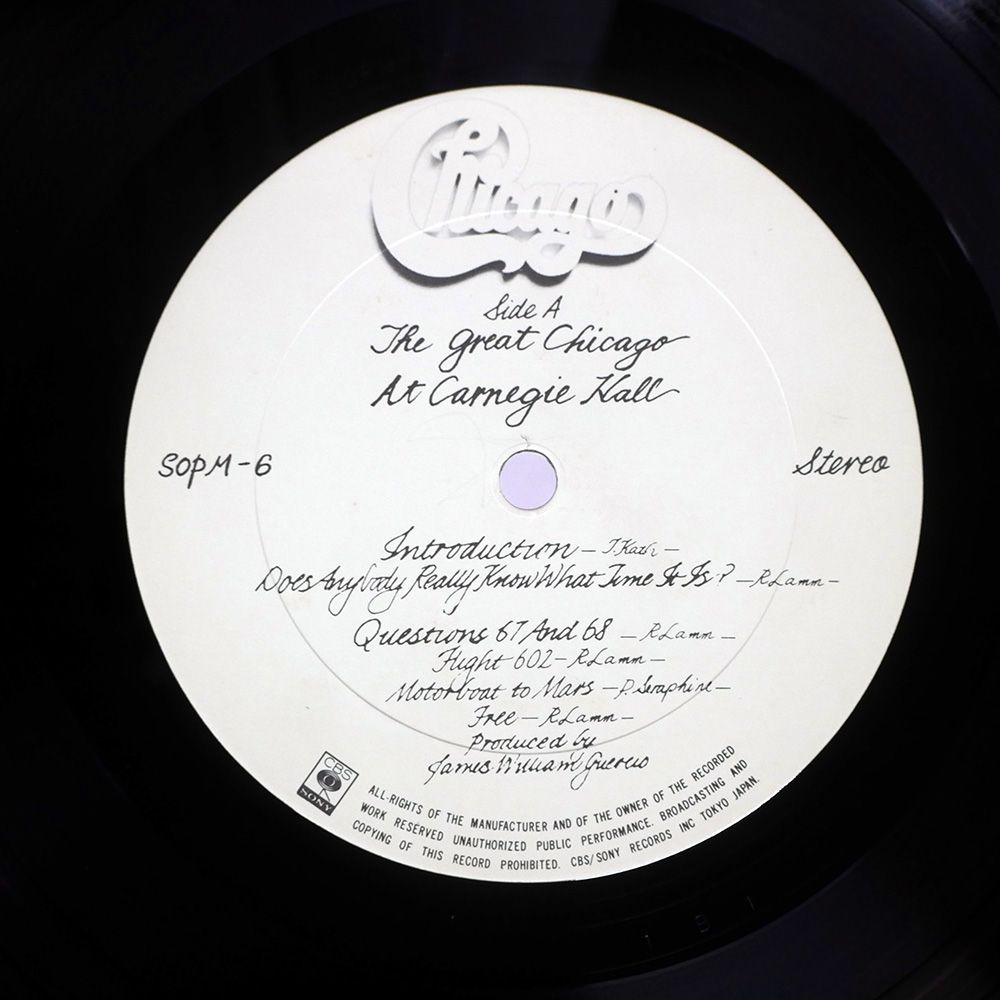 Chicago
Side A
The Great Chicago
At Carnegie Hall
SOPM-6
Stereo
Introduction – T.Kath –
Does Anybody Really Know What Time It Is? – R Lamm –
Questions 67 And 68 – R Lamm –
Flight 602 – R Lamm –
Motorboat to Mars – D. Seraphine –
Free – R Lamm –
Produced by
James William Guercio
CBS
SONY
ALL-RIGHTS OF THE MANUFACTURER AND OF THE OWNER OF THE RECORDED
WORK RESERVED UNAUTHORIZED PUBLIC PERFORMANCE. BROADCASTING AND
COPYING OF THIS RECORD PROHIBITED. CBS/SONY RECORDS INC TOKYO JAPAN.